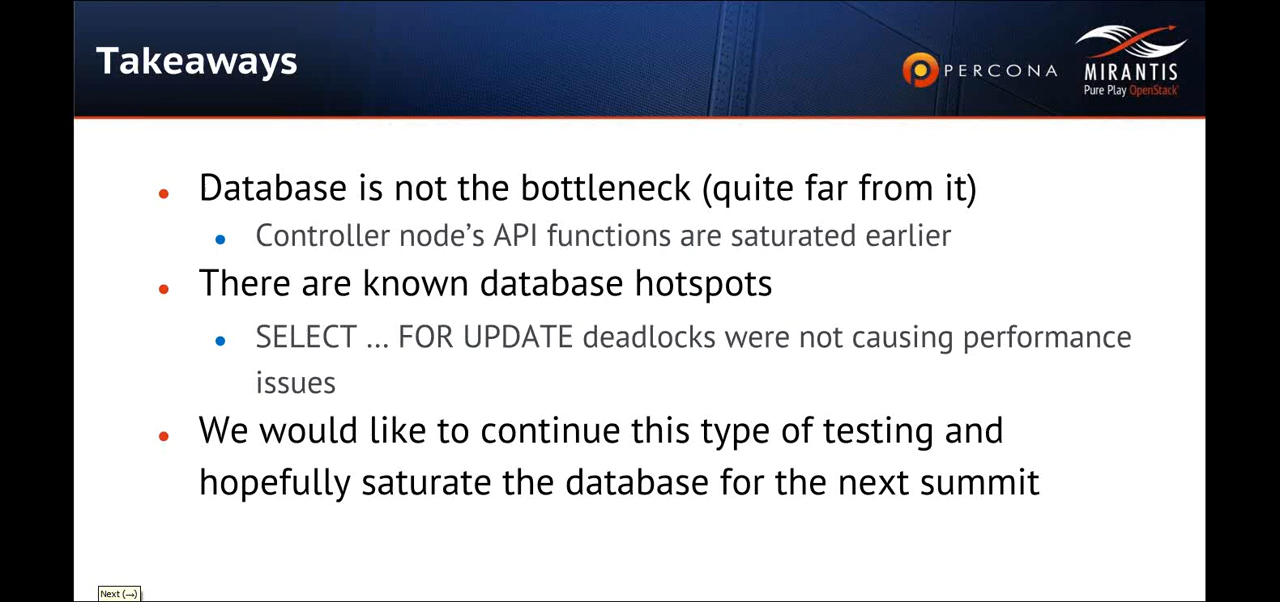 Takeaways
PERCONA
MIRANTIS
Pure Play OpenStack
Database is not the bottleneck (quite far from it)
Controller node’s API functions are saturated earlier
There are known database hotspots
SELECT … FOR UPDATE deadlocks were not causing performance
issues
We would like to continue this type of testing and
hopefully saturate the database for the next summit
Next (→)